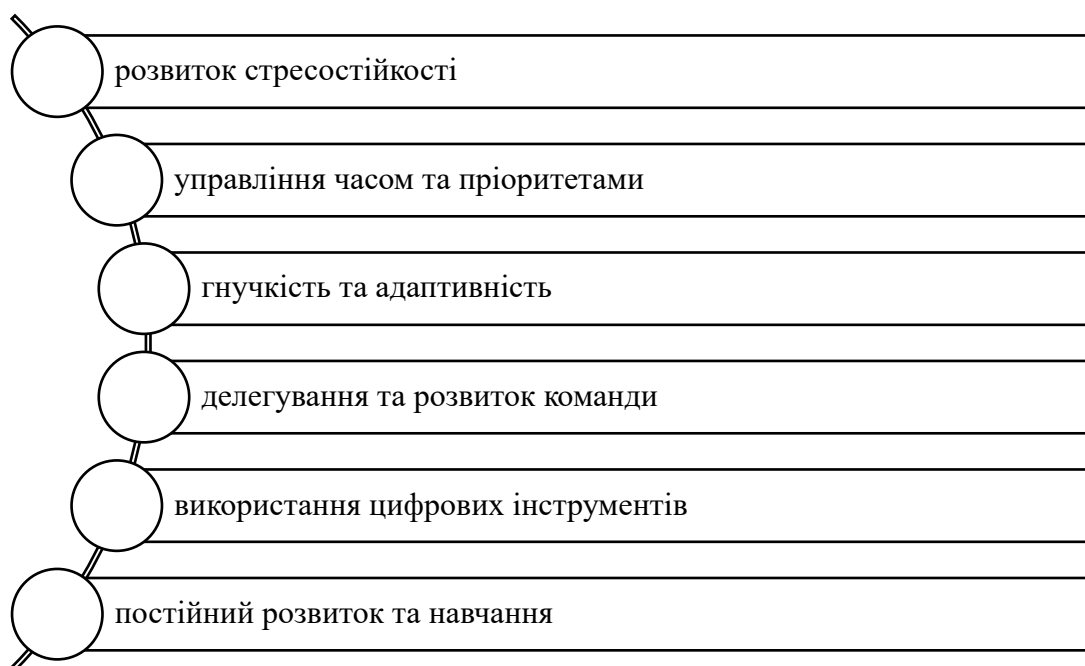 розвиток стресостійкості
управління часом та пріоритетами
гнучкість та адаптивність
делегування та розвиток команди
використання цифрових інструментів
постійний розвиток та навчання